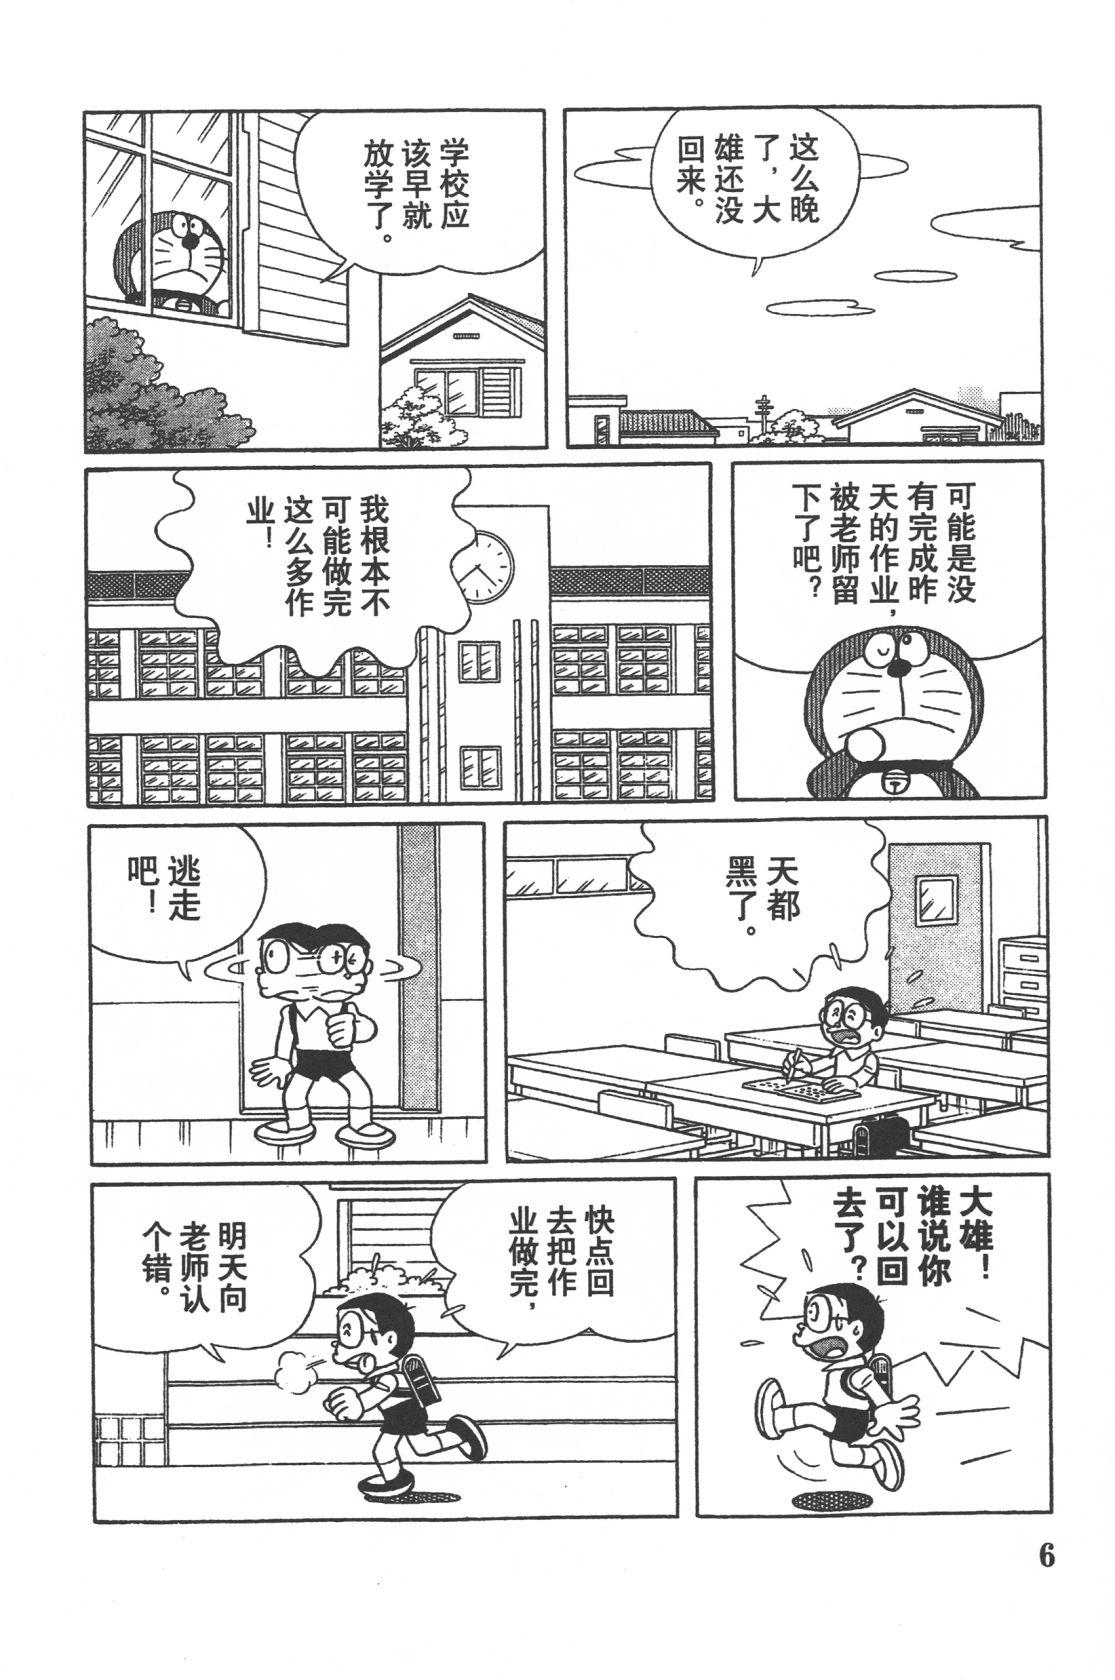 这么晚
了，大
雄还没
回来。
学校应
该早就
放学了。
可能是没
有完成昨
天的作业，
被老师留
下了吧？
我根本不
可能做完
这么多作
业！
天都
黑了。
逃走
吧！
大雄！
谁说你
可以回
去了？
快点回
去把作
业做完，
明天向
老师认
个错。
6